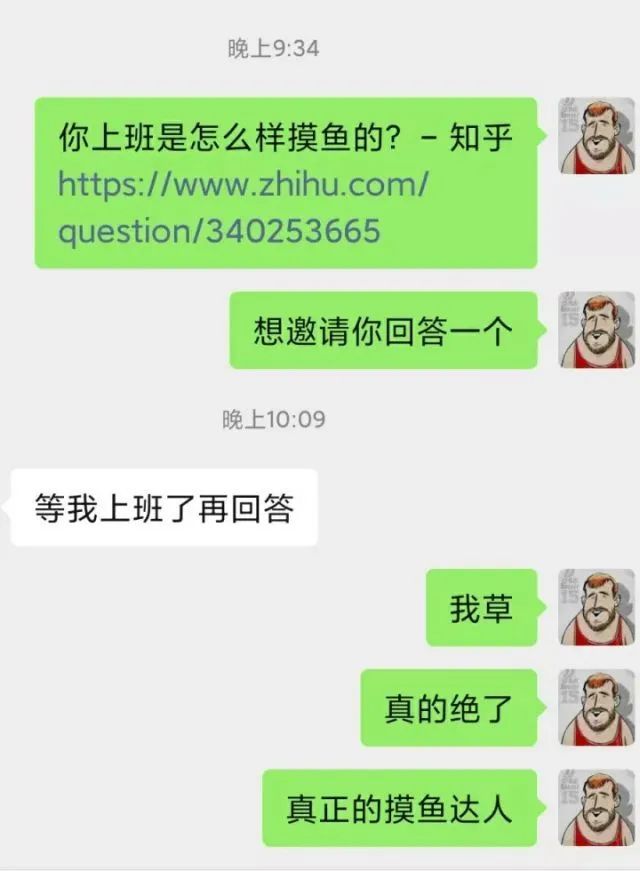 晚上9:34
你上班是怎么样摸鱼的？- 知乎
https://www.zhihu.com/
question/340253665
想邀请你回答一个
晚上10:09
等我上班了再回答
我草
真的绝了
真正的摸鱼达人